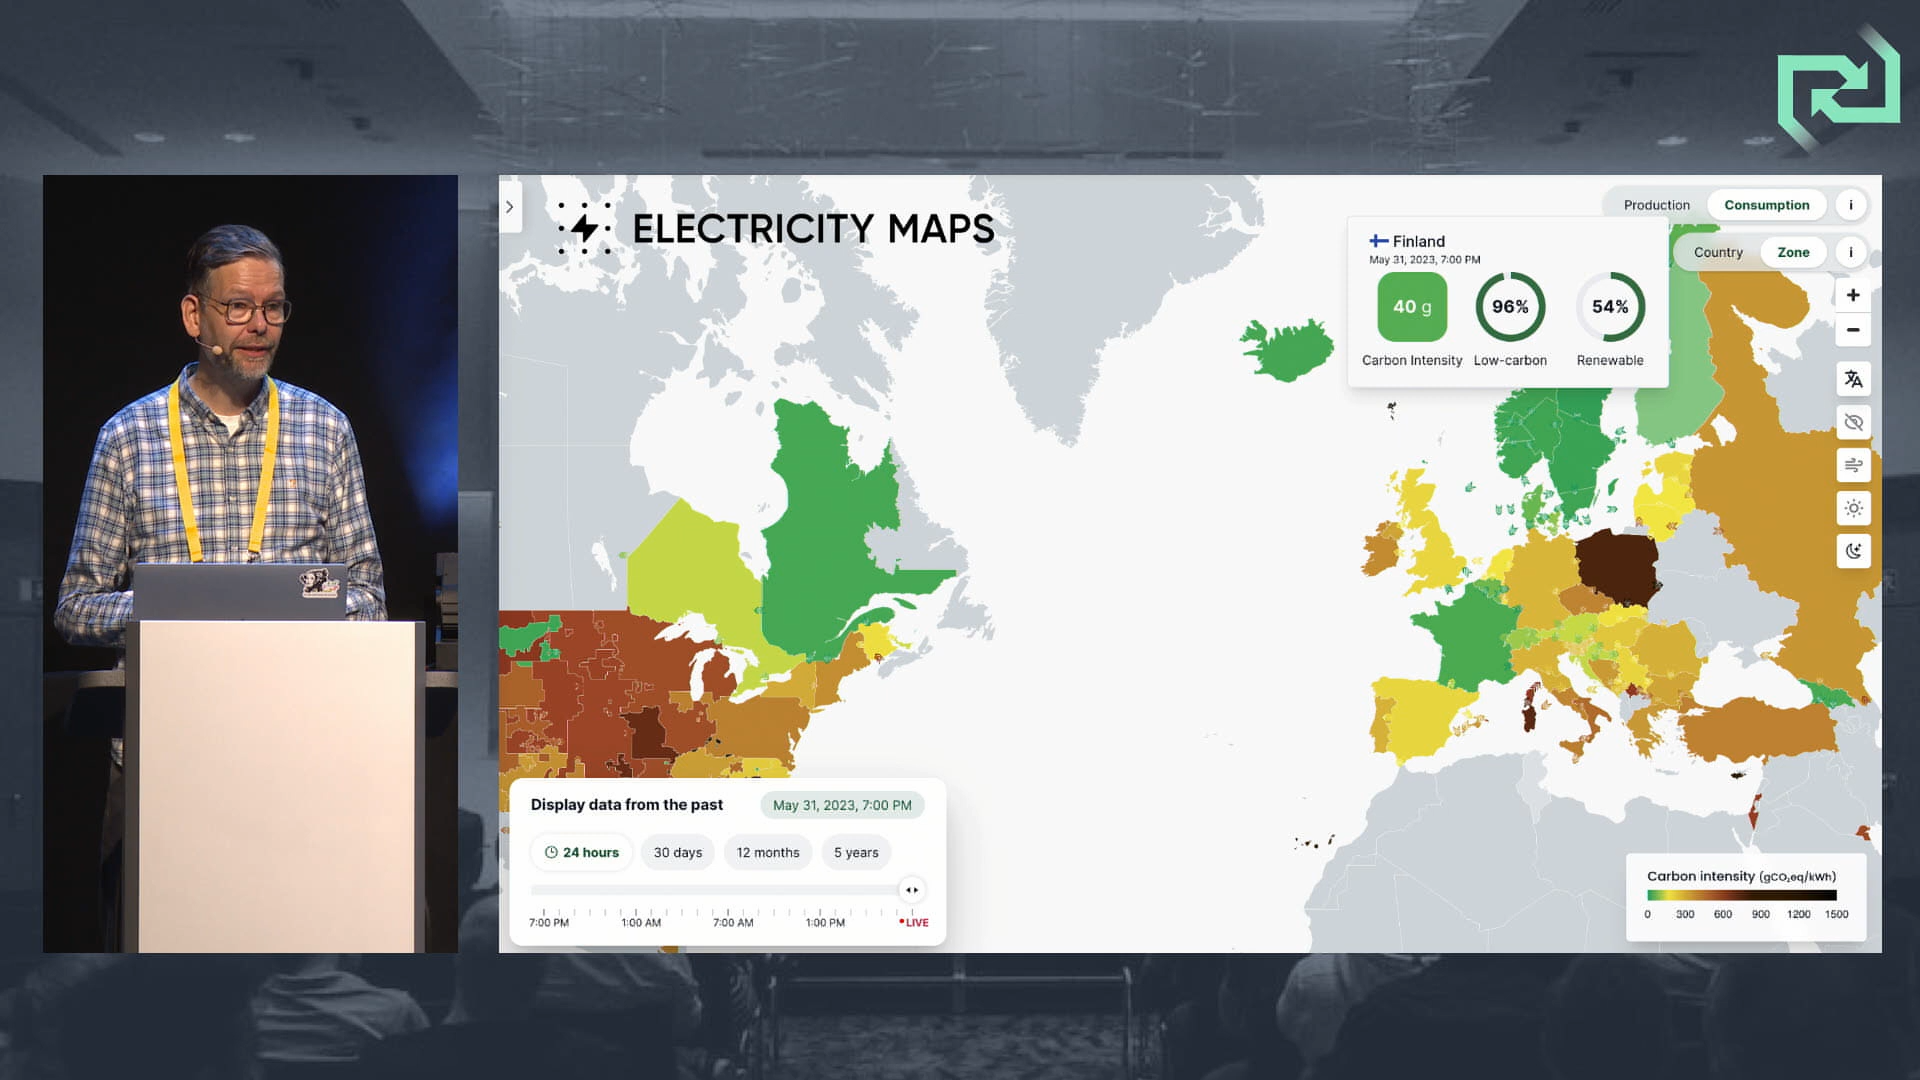 ELECTRICITY MAPS
Production
Consumption
i
Country
Zone
i
Finland
May 31, 2023, 7:00 PM
40 g
96%
54%
Carbon Intensity
Low-carbon
Renewable
Display data from the past
May 31, 2023, 7:00 PM
24 hours
30 days
12 months
5 years
7:00 PM
1:00 AM
7:00 AM
1:00 PM
LIVE
Carbon intensity (gCO₂eq/kWh)
0 300 600 900 1200 1500